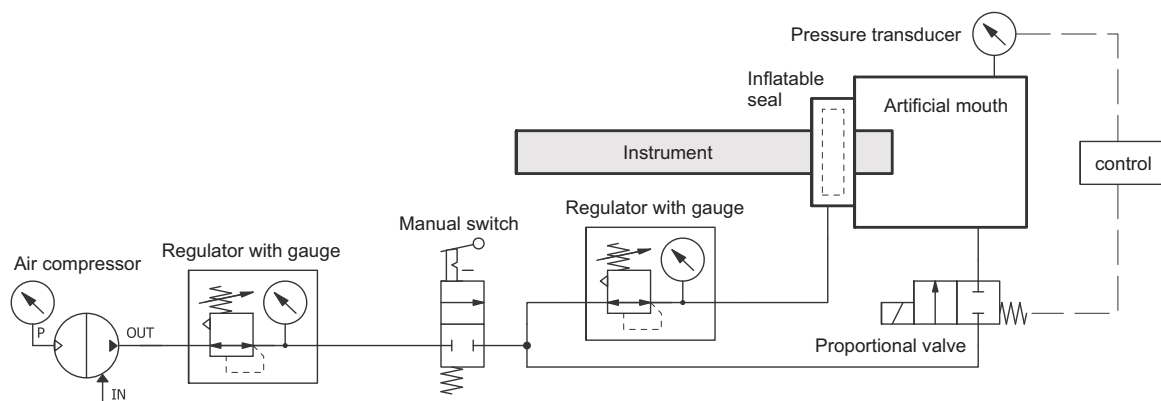 Pressure transducer
Inflatable
seal
Artificial mouth
Instrument
control
Regulator with gauge
Manual switch
Regulator with gauge
Air compressor
P
OUT
IN
Proportional valve